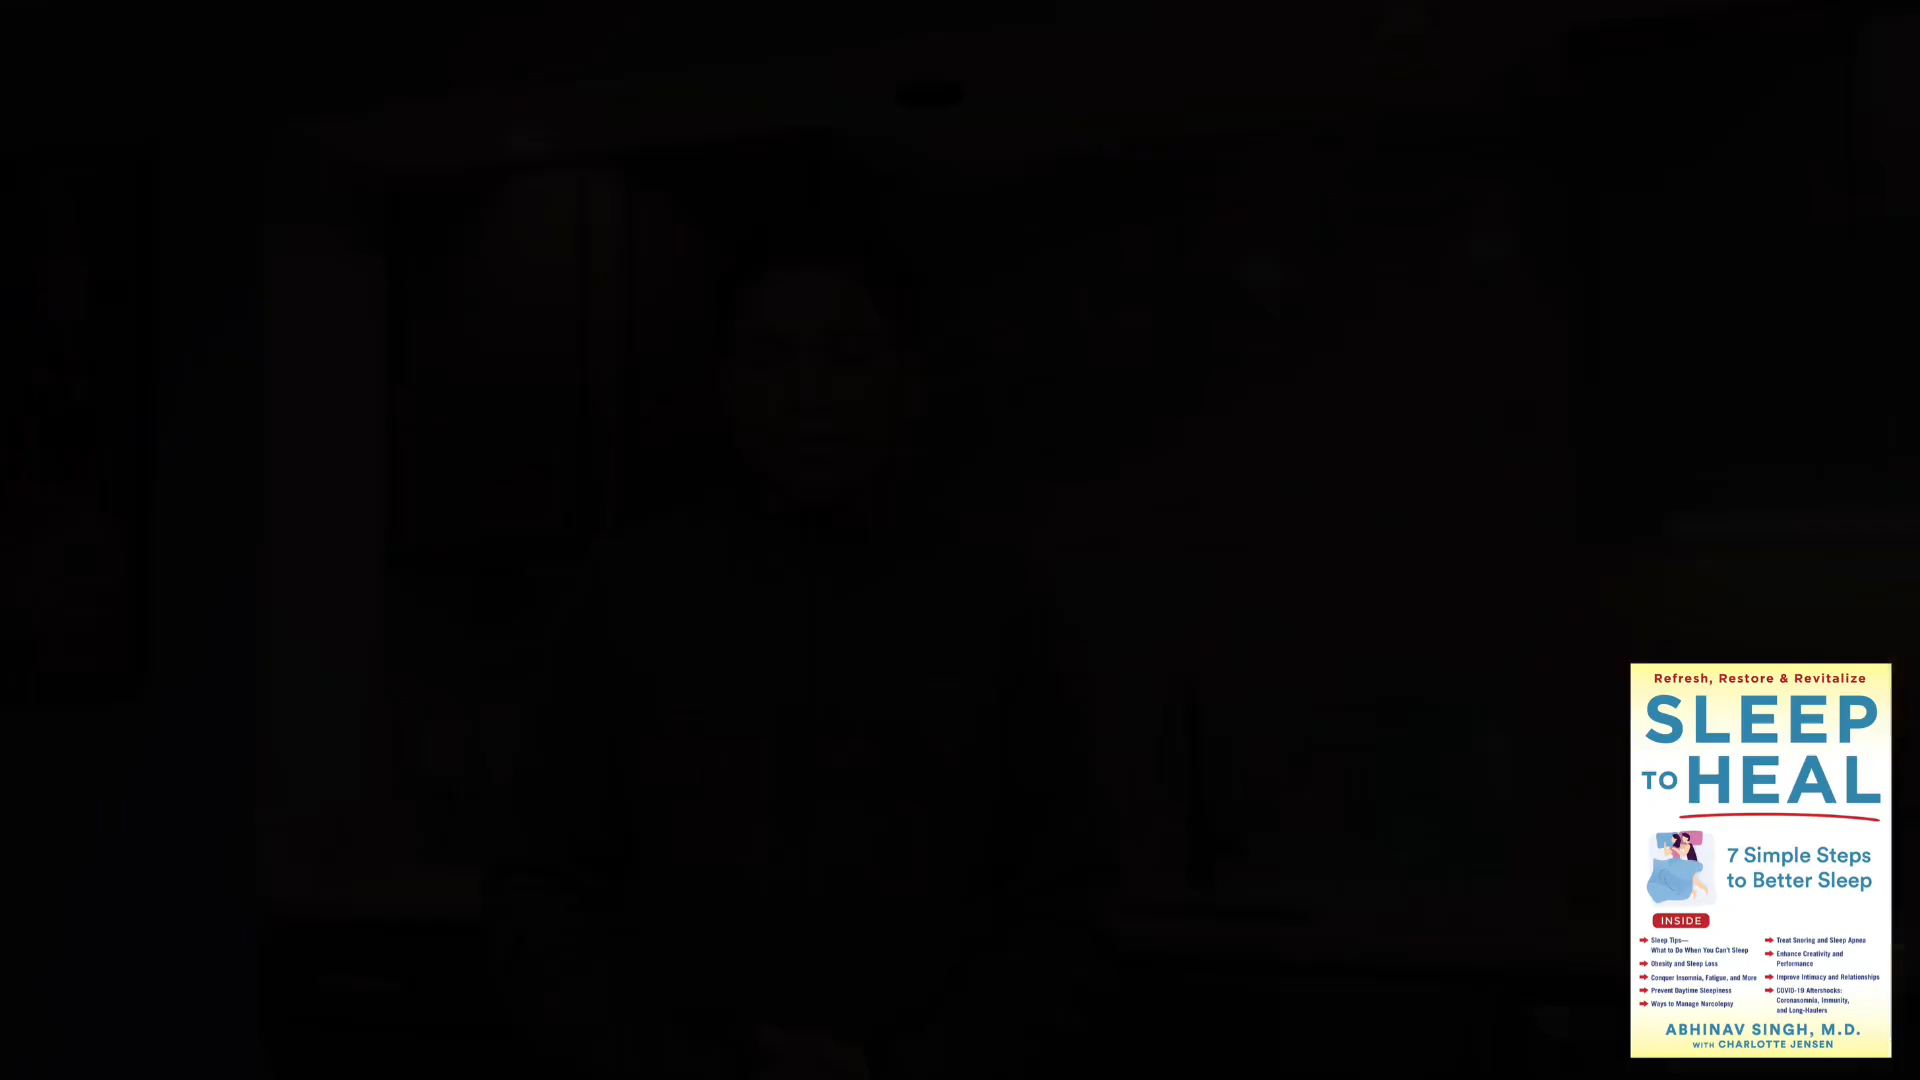 Refresh, Restore & Revitalize
SLEEP
TO HEAL
7 Simple Steps
to Better Sleep
INSIDE
Sleep Tips—
What to Do When You Can't Sleep
Obesity and Sleep Loss
Conquer Insomnia, Fatigue, and More
Prevent Daytime Sleepiness
Ways to Manage Narcolepsy
Treat Snoring and Sleep Apnea
Enhance Creativity and
Performance
Improve Intimacy and Relationships
COVID-19 Aftershocks:
Coronasomnia, Immunity,
and Long-Haulers
ABHINAV SINGH, M.D.
WITH CHARLOTTE JENSEN